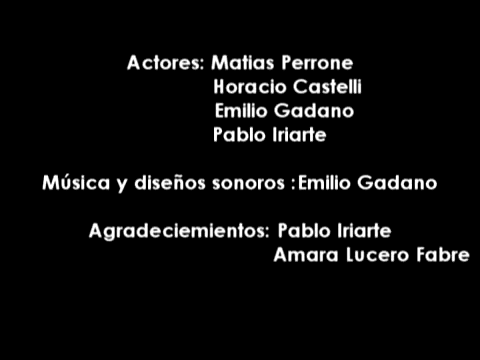 Actores: Matias Perrone
Horacio Castelli
Emilio Gadano
Pablo Iriarte
Música y diseños sonoros :Emilio Gadano
Agradeciemientos: Pablo Iriarte
Amara Lucero Fabre